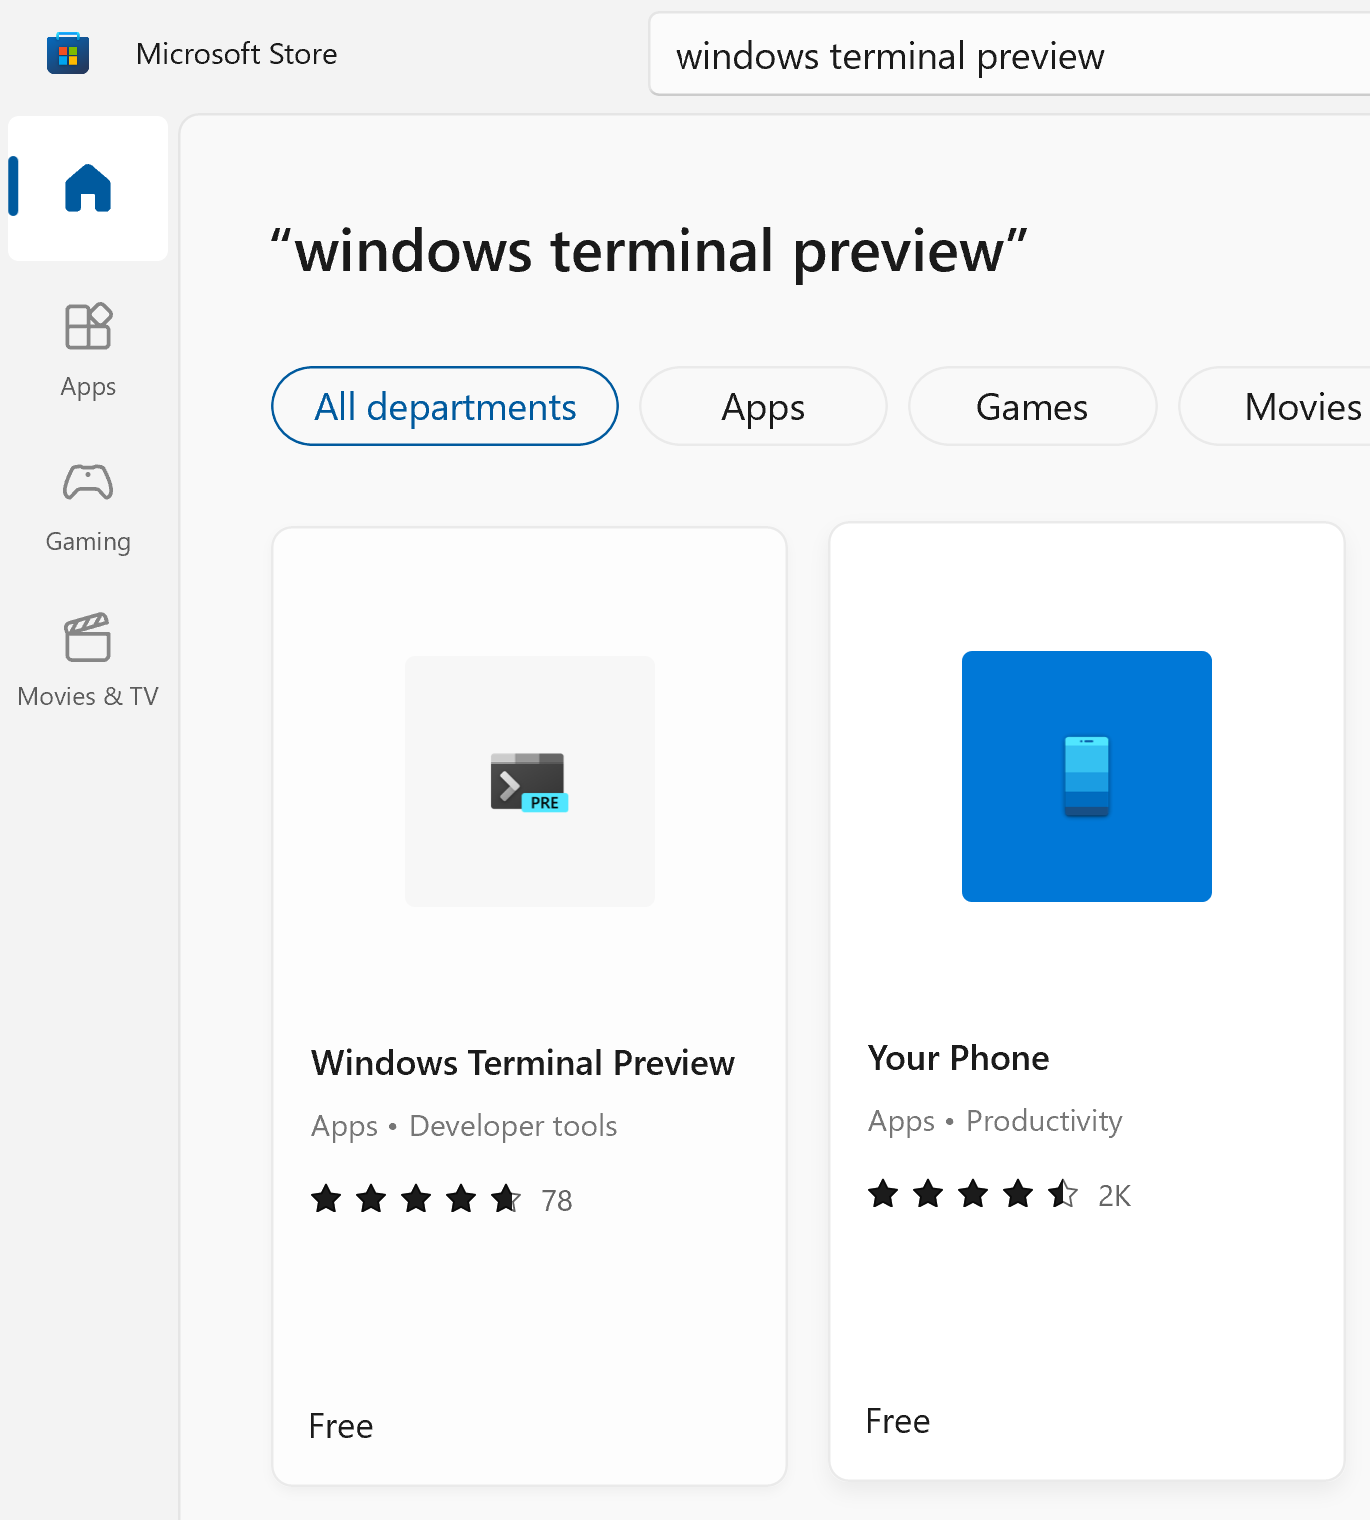 Microsoft Store
windows terminal preview
“windows terminal preview”
All departments
Apps
Games
Movies
Apps
Gaming
Movies & TV
PRE
Windows Terminal Preview
Apps • Developer tools
78
Free
Your Phone
Apps • Productivity
2K
Free